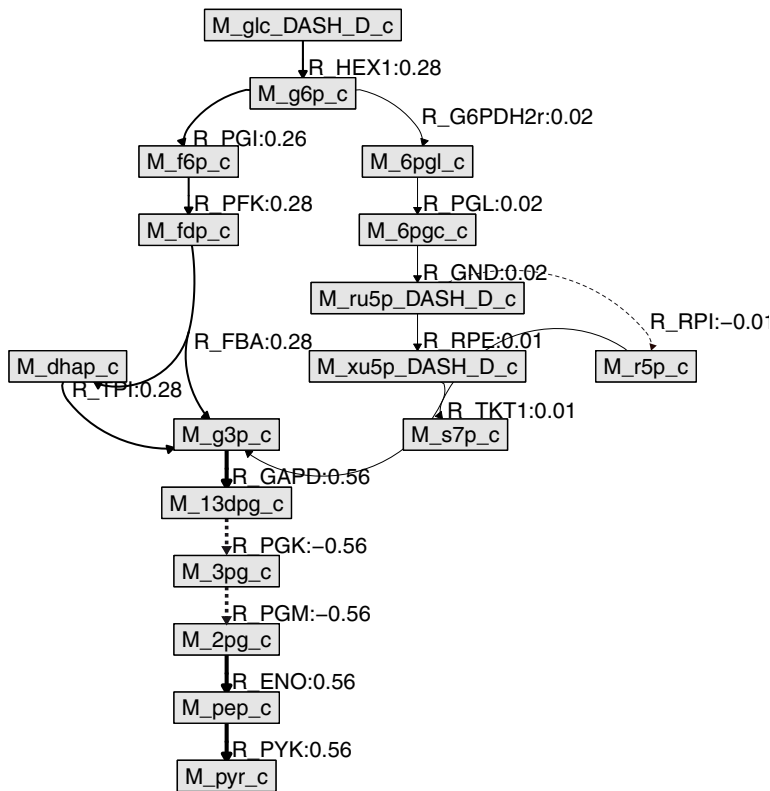 M_glc_DASH_D_c
R_HEX1:0.28
M_g6p_c
R_G6PDH2r:0.02
R_PGI:0.26
M_f6p_c
M_6pgl_c
R_PFK:0.28
R_PGL:0.02
M_fdp_c
M_6pgc_c
R_GND:0.02
M_ru5p_DASH_D_c
R_RPI:−0.01
R_FBA:0.28
R_RPE:0.01
M_dhap_c
M_xu5p_DASH_D_c
M_r5p_c
R_TPI:0.28
R_TKT1:0.01
M_g3p_c
M_s7p_c
R_GAPD:0.56
M_13dpg_c
R_PGK:−0.56
M_3pg_c
R_PGM:−0.56
M_2pg_c
R_ENO:0.56
M_pep_c
R_PYK:0.56
M_pyr_c